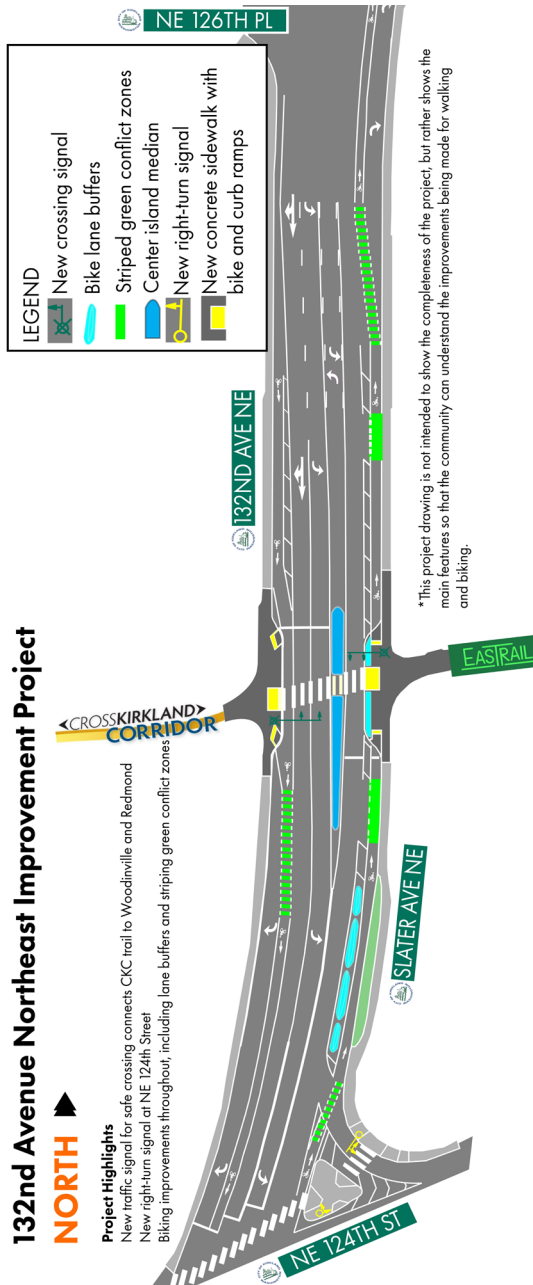 132nd Avenue Northeast Improvement Project
NORTH
Project Highlights
New traffic signal for safe crossing connects CKC trail to Woodinville and Redmond
New right-turn signal at NE 124th Street
Biking improvements throughout, including lane buffers and striping green conflict zones
CROSSKIRKLAND
CORRIDOR
132ND AVE NE
LEGEND
New crossing signal
Bike lane buffers
Striped green conflict zones
Center island median
New right-turn signal
New concrete sidewalk with
bike and curb ramps
NE 126TH PL
NE 124TH ST
SLATER AVE NE
EASTRAIL
*This project drawing is not intended to show the completeness of the project, but rather shows the
main features so that the community can understand the improvements being made for walking
and biking.